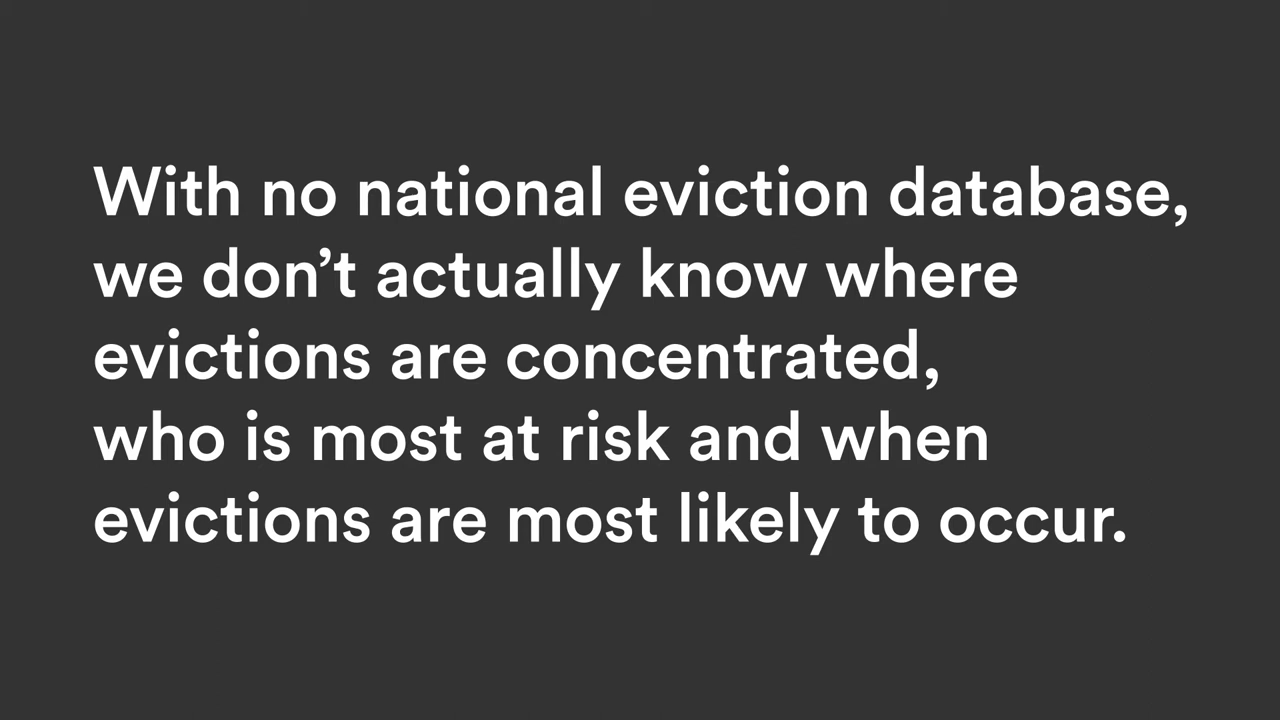 With no national eviction database,
we don’t actually know where
evictions are concentrated,
who is most at risk and when
evictions are most likely to occur.